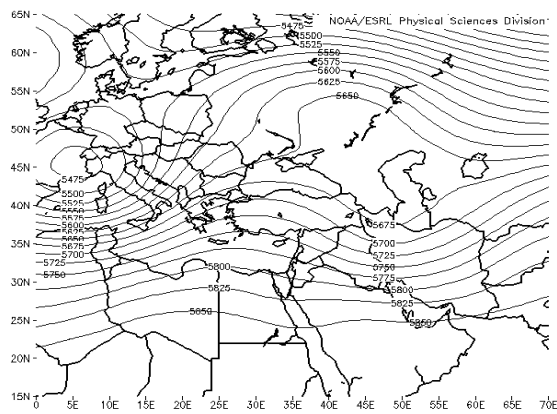 NOAA/ESRL Physical Sciences Division
65N
60N
55N
50N
45N
40N
35N
30N
25N
20N
15N
5475
5500
5525
5550
5575
5600
5625
5650
5475
5500
5525
5550
5575
5600
5625
5650
5675
5700
5725
5750
5675
5700
5725
5750
5775
5800
5825
5850
5800
5825
5850
0
5E
10E
15E
20E
25E
30E
35E
40E
45E
50E
55E
60E
65E
70E